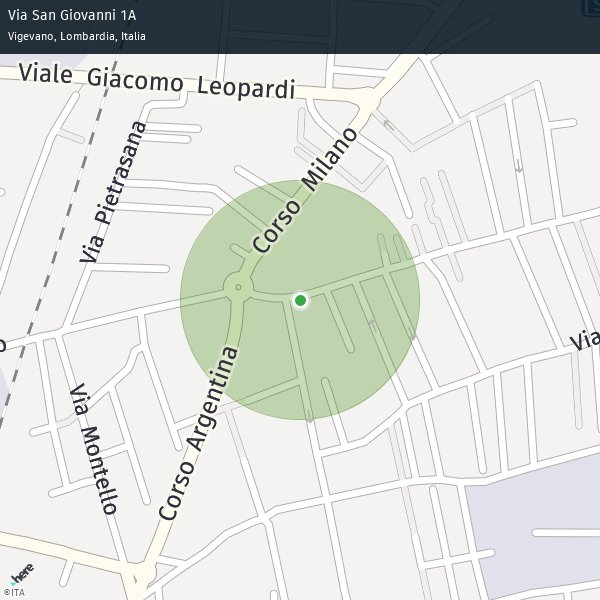 Via San Giovanni 1A
Vigevano, Lombardia, Italia
Viale Giacomo Leopardi
Via Pietrasana
Corso Milano
Corso Argentina
Via Montello
here
©ITA